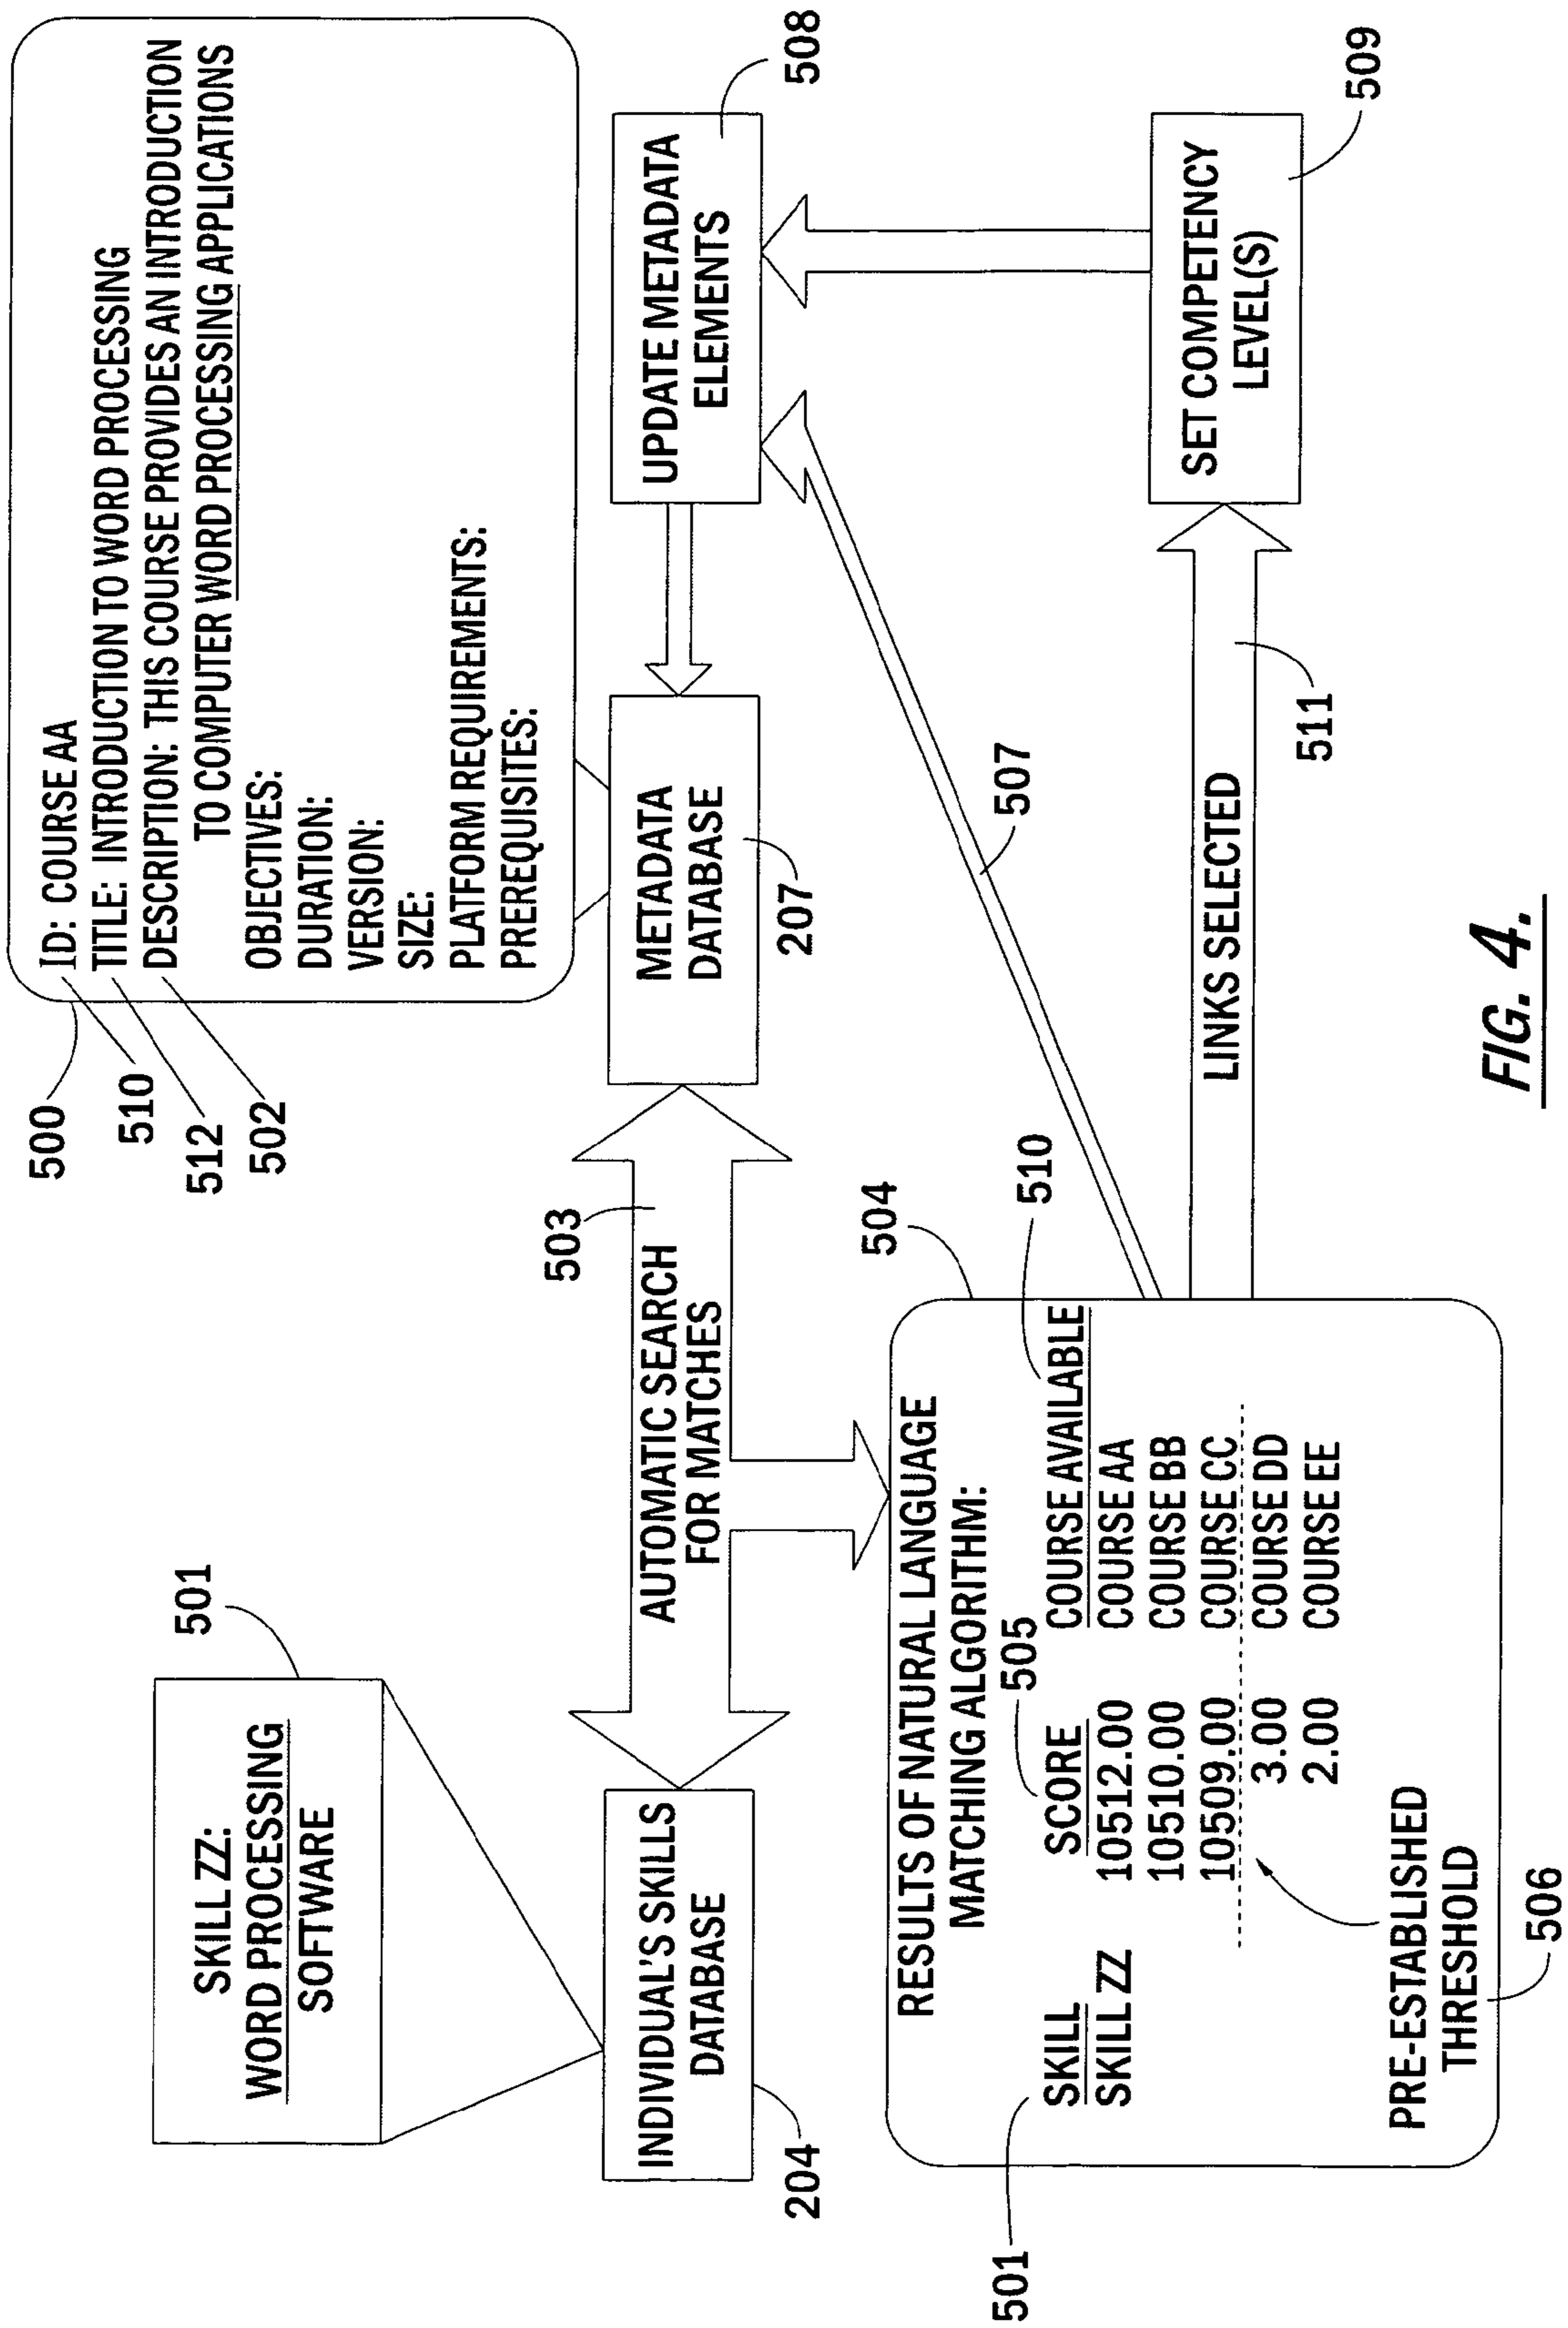 500
510
512
502
ID: COURSE AA
TITLE: INTRODUCTION TO WORD PROCESSING
DESCRIPTION: THIS COURSE PROVIDES AN INTRODUCTION
TO COMPUTER WORD PROCESSING APPLICATIONS
OBJECTIVES:
DURATION:
VERSION:
SIZE:
PLATFORM REQUIREMENTS:
PREREQUISITES:
501
SKILL ZZ:
WORD PROCESSING
SOFTWARE
INDIVIDUAL'S SKILLS
DATABASE
204
503
AUTOMATIC SEARCH
FOR MATCHES
METADATA
DATABASE
207
UPDATE METADATA
ELEMENTS
508
504
RESULTS OF NATURAL LANGUAGE
MATCHING ALGORITHM:
501
505
510
SKILL SCORE COURSE AVAILABLE
SKILL ZZ 10512.00 COURSE AA
10510.00 COURSE BB
10509.00 COURSE CC
3.00 COURSE DD
2.00 COURSE EE
PRE-ESTABLISHED
THRESHOLD
506
507
LINKS SELECTED
511
SET COMPETENCY
LEVEL(S)
509
FIG. 4.